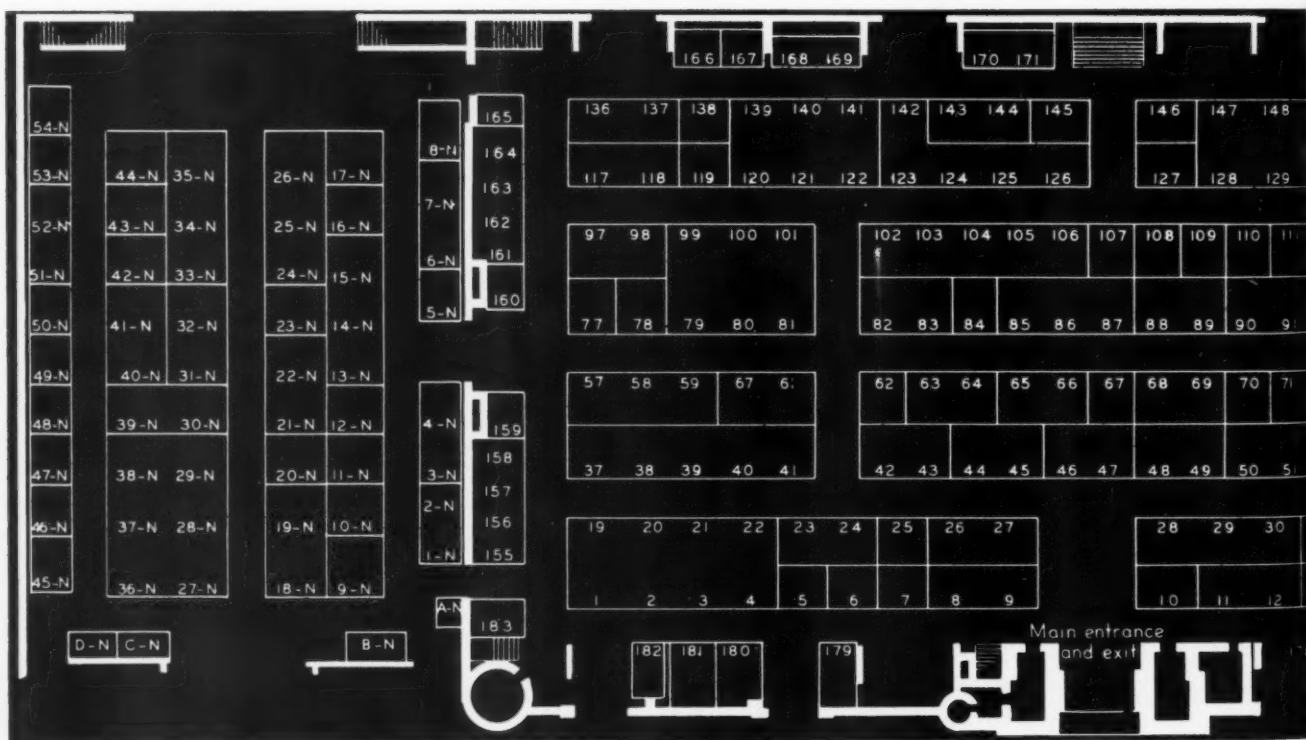 166 167 168 169 170 171
54-N 8-N 165 136 137 138 139 140 141 142 143 144 145 146 147 148
53-N 44-N 35-N 26-N 17-N 164 117 118 119 120 121 122 123 124 125 126 127 128 129
7-N 163
52-N 43-N 34-N 25-N 16-N 162 97 98 99 100 101 102 103 104 105 106 107 108 109 110
6-N 161
51-N 42-N 33-N 24-N 15-N
5-N 160
50-N 41-N 32-N 23-N 14-N 77 78 79 80 81 82 83 84 85 86 87 88 89 90
49-N 40-N 31-N 22-N 13-N 57 58 59 67 62 63 64 65 66 67 68 69 70 71
48-N 39-N 30-N 21-N 12-N 4-N 159
158
47-N 38-N 29-N 20-N 11-N 3-N 37 38 39 40 41 42 43 44 45 46 47 48 49 50
157
2-N
46-N 37-N 28-N 19-N 10-N 156 19 20 21 22 23 24 25 26 27 28 29 30
1-N 155
45-N 36-N 27-N 18-N 9-N 1 2 3 4 5 6 7 8 9 10 11 12
A-N 183
D-N C-N B-N 182 181 180 179
Main entrance
and exit